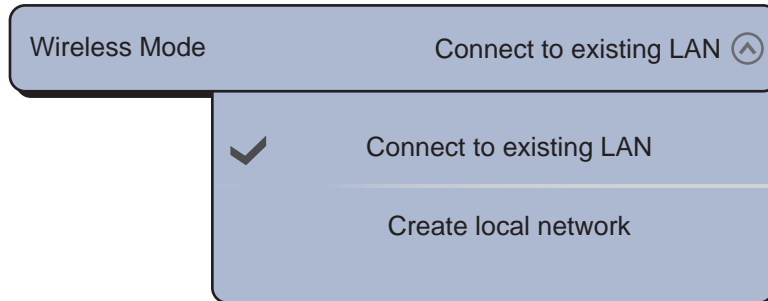 Wireless Mode Connect to existing LAN
Connect to existing LAN
Create local network